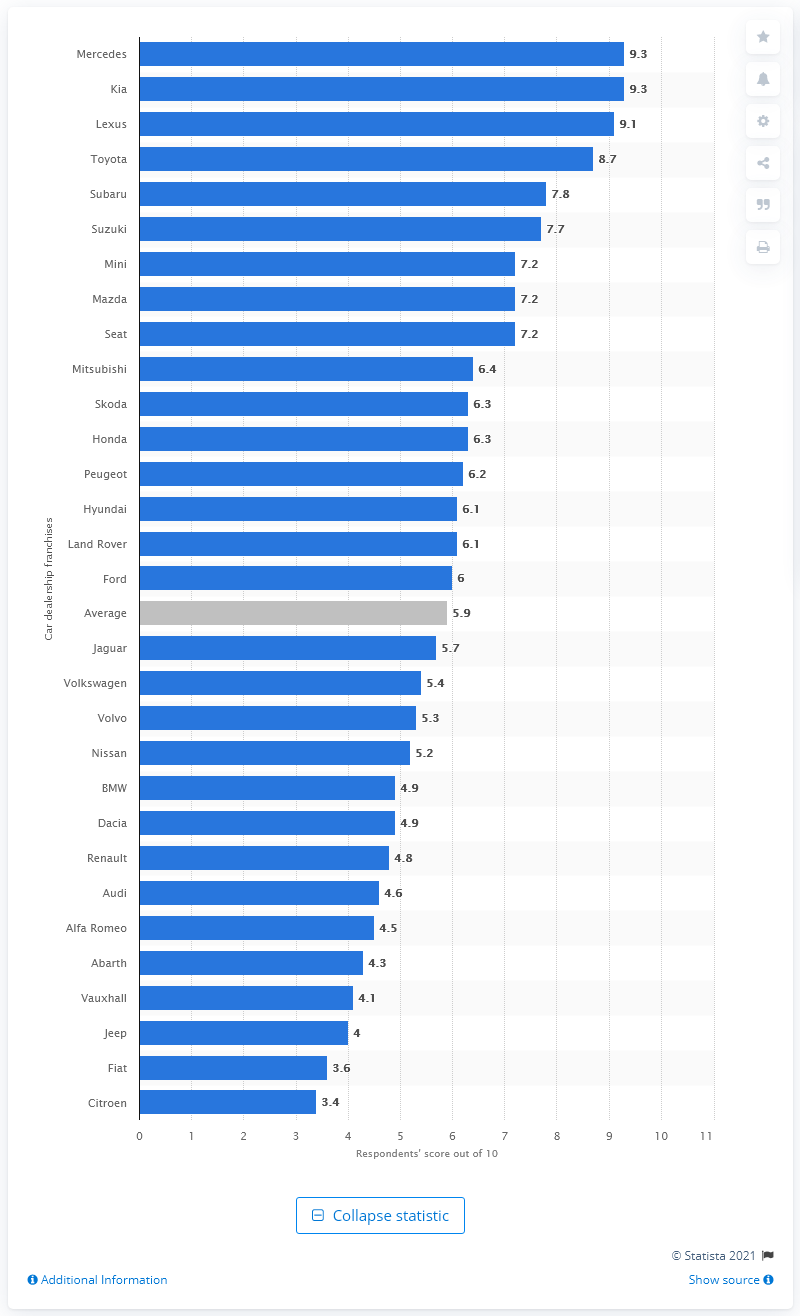 Mercedes 9.3
Kia 9.3
Lexus 9.1
Toyota 8.7
Subaru 7.8
Suzuki 7.7
Mini 7.2
Mazda 7.2
Seat 7.2
Mitsubishi 6.4
Skoda 6.3
Honda 6.3
Peugeot 6.2
Hyundai 6.1
Land Rover 6.1
Ford 6
Average 5.9
Jaguar 5.7
Volkswagen 5.4
Volvo 5.3
Nissan 5.2
BMW 4.9
Dacia 4.9
Renault 4.8
Audi 4.6
Alfa Romeo 4.5
Abarth 4.3
Vauxhall 4.1
Jeep 4
Fiat 3.6
Citroen 3.4
Car dealership franchises
0 1 2 3 4 5 6 7 8 9 10 11
Respondents' score out of 10
Collapse statistic
© Statista 2021
Additional Information
Show source